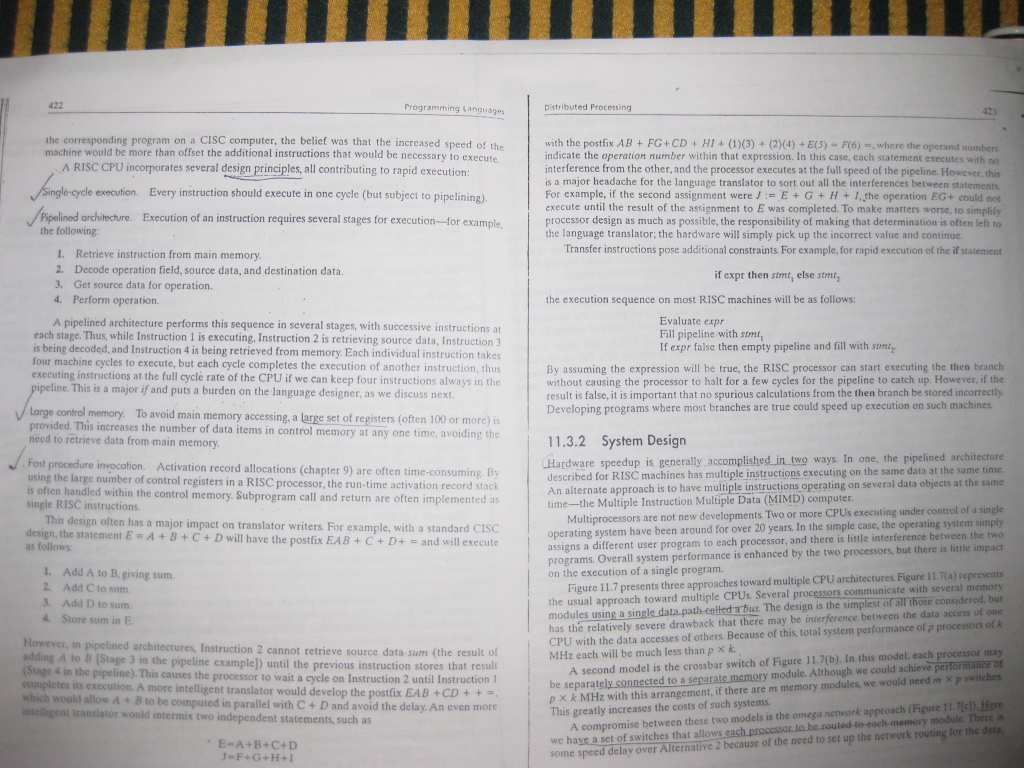 422
Programming Languages
the corresponding program on a CISC computer, the belief was that the increased speed of the
machine would be more than offset the additional instructions that would be necessary to execute.
A RISC CPU incorporates several design principles, all contributing to rapid execution:
Single-cycle execution. Every instruction should execute in one cycle (but subject to pipelining).
Pipelined architecture. Execution of an instruction requires several stages for execution—for example,
the following:
1. Retrieve instruction from main memory.
2. Decode operation field, source data, and destination data.
3. Get source data for operation.
4. Perform operation.
A pipelined architecture performs this sequence in several stages, with successive instructions at
each stage. Thus, while Instruction 1 is executing, Instruction 2 is retrieving source data, Instruction 3
is being decoded, and Instruction 4 is being retrieved from memory. Each individual instruction takes
four machine cycles to execute, but each cycle completes the execution of another instruction, thus
executing instructions at the full cycle rate of the CPU if we can keep four instructions always in the
pipeline. This is a major if and puts a burden on the language designer, as we discuss next.
Large control memory. To avoid main memory accessing, a large set of registers (often 100 or more) is
provided. This increases the number of data items in control memory at any one time, avoiding the
need to retrieve data from main memory.
Fast procedure invocation. Activation record allocations (chapter 9) are often time-consuming. By
using the large number of control registers in a RISC processor, the run-time activation record stack
is often handled within the control memory. Subprogram call and return are often implemented as
single RISC instructions.
This design often has a major impact on translator writers. For example, with a standard CISC
design, the statement E = A + B + C + D will have the postfix EAB + C + D+ = and will execute
as follows:
1. Add A to B, giving sum.
2. Add C to sum.
3. Add D to sum.
4. Store sum in E.
However, in pipelined architectures, Instruction 2 cannot retrieve source data sum (the result of
adding A to B [Stage 3 in the pipeline example]) until the previous instruction stores that result
(Stage 4 in the pipeline). This causes the processor to wait a cycle on Instruction 2 until Instruction 1
completes its execution. A more intelligent translator would develop the postfix EAB +CD + + =,
which would allow A + B to be computed in parallel with C + D and avoid the delay. An even more
intelligent translator would intermix two independent statements, such as
E=A+B+C+D
J=F+G+H+I
Distributed Processing
423
with the postfix AB + FG+CD + HI + (1)(3) + (2)(4) +E(5) = F(6) =, where the operand numbers
indicate the operation number within that expression. In this case, each statement executes with no
interference from the other, and the processor executes at the full speed of the pipeline. However, this
is a major headache for the language translator to sort out all the interferences between statements.
For example, if the second assignment were J := E + G + H + I, the operation EG+ could not
execute until the result of the assignment to E was completed. To make matters worse, to simplify
processor design as much as possible, the responsibility of making that determination is often left to
the language translator; the hardware will simply pick up the incorrect value and continue.
Transfer instructions pose additional constraints. For example, for rapid execution of the if statement
if expr then stmt1 else stmt2
the execution sequence on most RISC machines will be as follows:
Evaluate expr
Fill pipeline with stmt1
If expr false then empty pipeline and fill with stmt2
By assuming the expression will be true, the RISC processor can start executing the then branch
without causing the processor to halt for a few cycles for the pipeline to catch up. However, if the
result is false, it is important that no spurious calculations from the then branch be stored incorrectly.
Developing programs where most branches are true could speed up execution on such machines.
11.3.2 System Design
Hardware speedup is generally accomplished in two ways. In one, the pipelined architecture
described for RISC machines has multiple instructions executing on the same data at the same time.
An alternate approach is to have multiple instructions operating on several data objects at the same
time—the Multiple Instruction Multiple Data (MIMD) computer.
Multiprocessors are not new developments. Two or more CPUs executing under control of a single
operating system have been around for over 20 years. In the simple case, the operating system simply
assigns a different user program to each processor, and there is little interference between the two
programs. Overall system performance is enhanced by the two processors, but there is little impact
on the execution of a single program.
Figure 11.7 presents three approaches toward multiple CPU architectures. Figure 11.7(a) represents
the usual approach toward multiple CPUs. Several processors communicate with several memory
modules using a single data path called a bus. The design is the simplest of all those considered, but
has the relatively severe drawback that there may be interference between the data access of one
CPU with the data accesses of others. Because of this, total system performance of p processors of k
MHz each will be much less than p × k.
A second model is the crossbar switch of Figure 11.7(b). In this model, each processor may
be separately connected to a separate memory module. Although we could achieve performance of
p × k MHz with this arrangement, if there are m memory modules, we would need m × p switches.
This greatly increases the costs of such systems.
A compromise between these two models is the omega network approach (Figure 11.7[c]). Here
we have a set of switches that allows each processor to be routed to each memory module. There is
some speed delay over Alternative 2 because of the need to set up the network routing for the data,